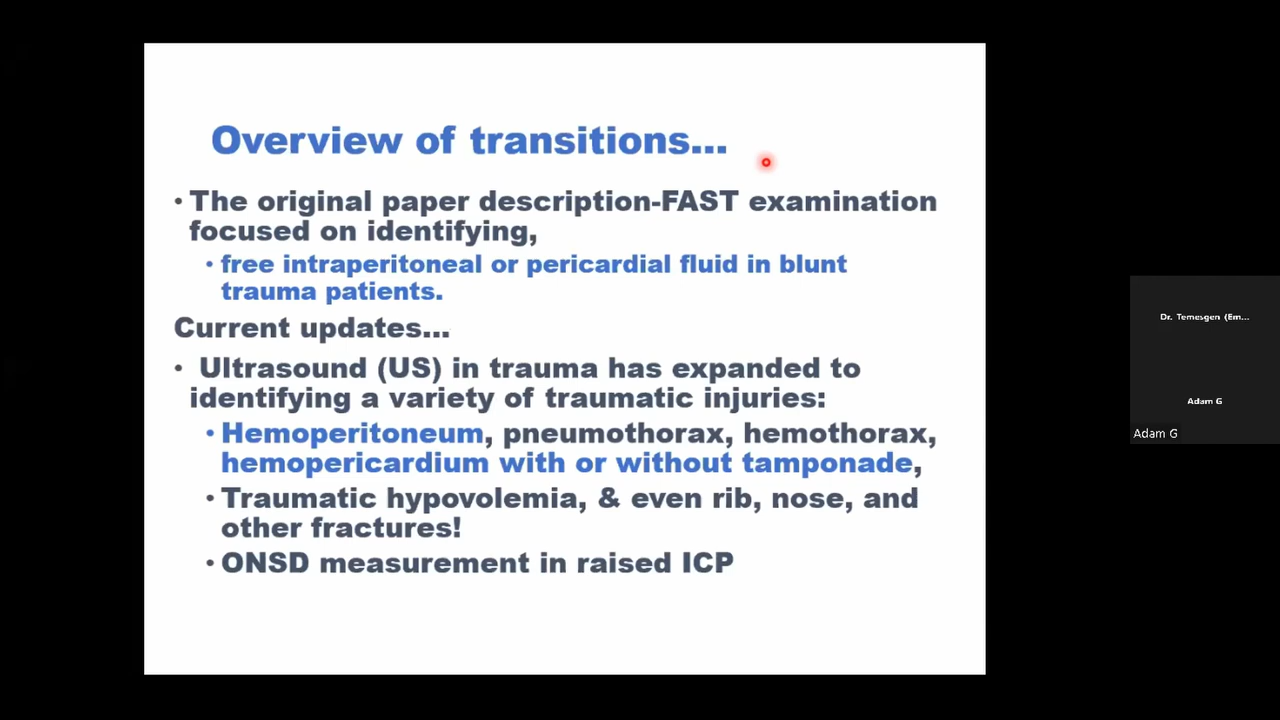 Overview of transitions...
• The original paper description-FAST examination
focused on identifying,
• free intraperitoneal or pericardial fluid in blunt
trauma patients.
Current updates...
• Ultrasound (US) in trauma has expanded to
identifying a variety of traumatic injuries:
• Hemoperitoneum, pneumothorax, hemothorax,
hemopericardium with or without tamponade,
• Traumatic hypovolemia, & even rib, nose, and
other fractures!
• ONSD measurement in raised ICP
Dr. Temesgen (Em...
Adam G
Adam G